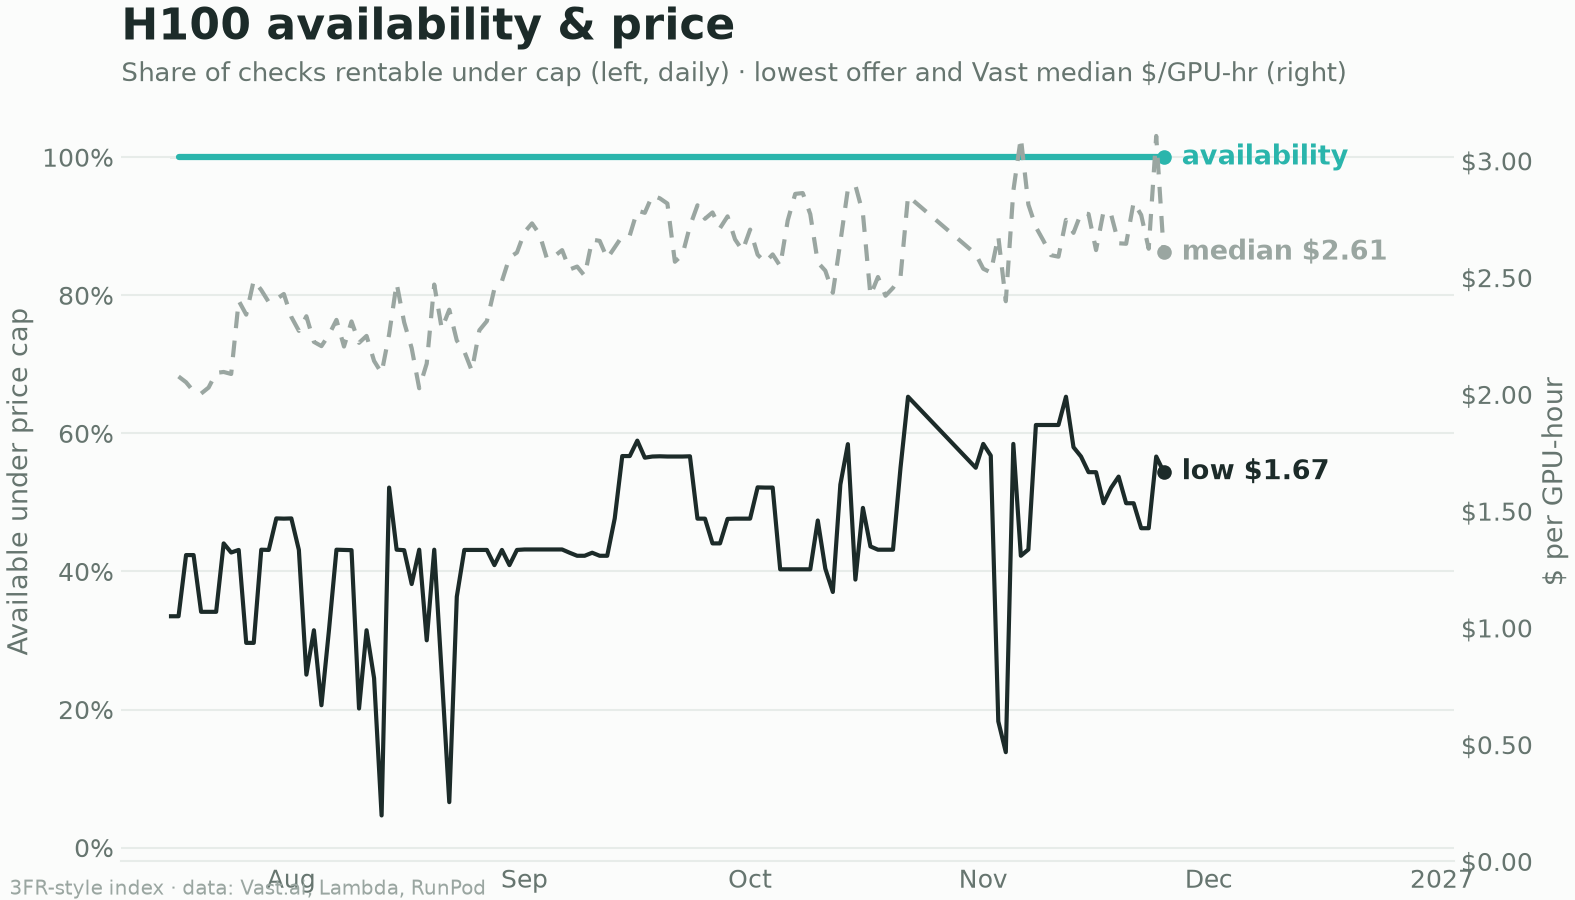 H100 availability & price
Share of checks rentable under cap (left, daily) · lowest offer and Vast median $/GPU-hr (right)
100%
80%
60%
40%
20%
0%
Available under price cap
availability
median $2.61
low $1.67
$3.00
$2.50
$2.00
$1.50
$1.00
$0.50
$0.00
$ per GPU-hour
Aug Sep Oct Nov Dec 2027
3FR-style index · data: Vast.ai, Lambda, RunPod